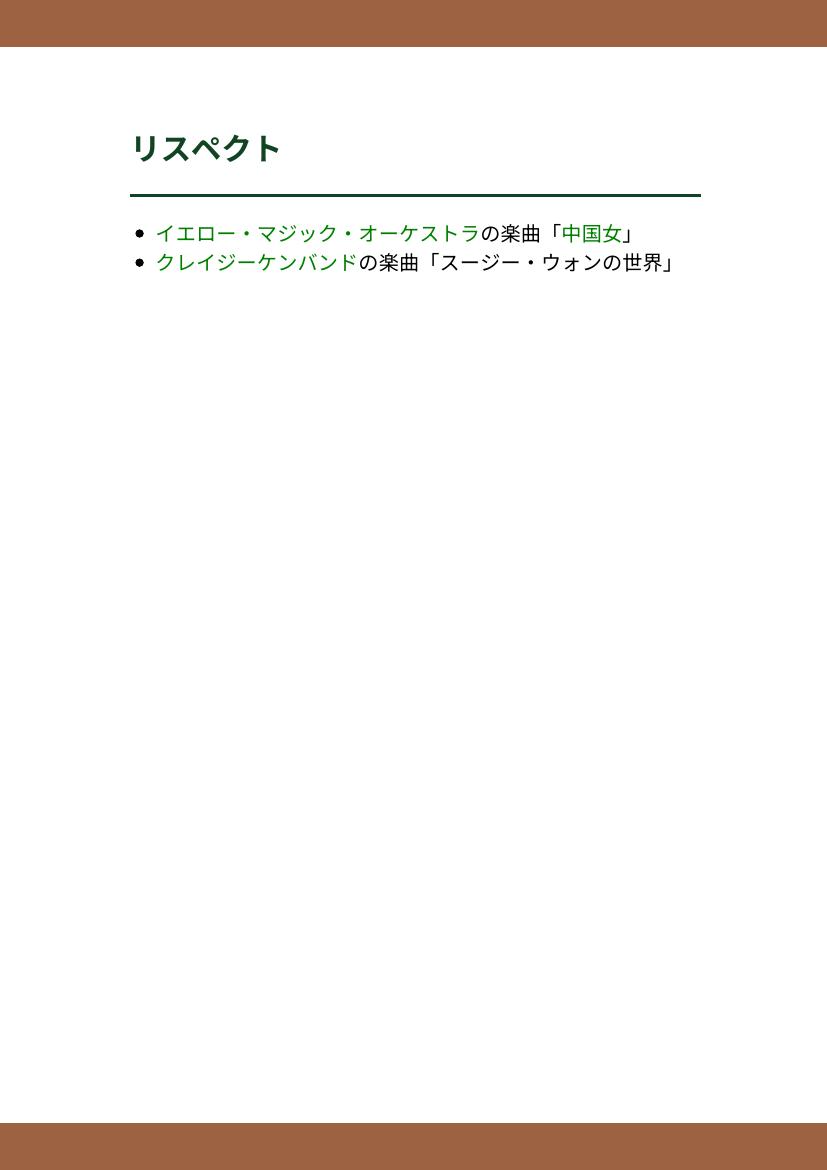 リスペクト
イエロー・マジック・オーケストラの楽曲「中国女」
クレイジーケンバンドの楽曲「スージー・ウォンの世界」